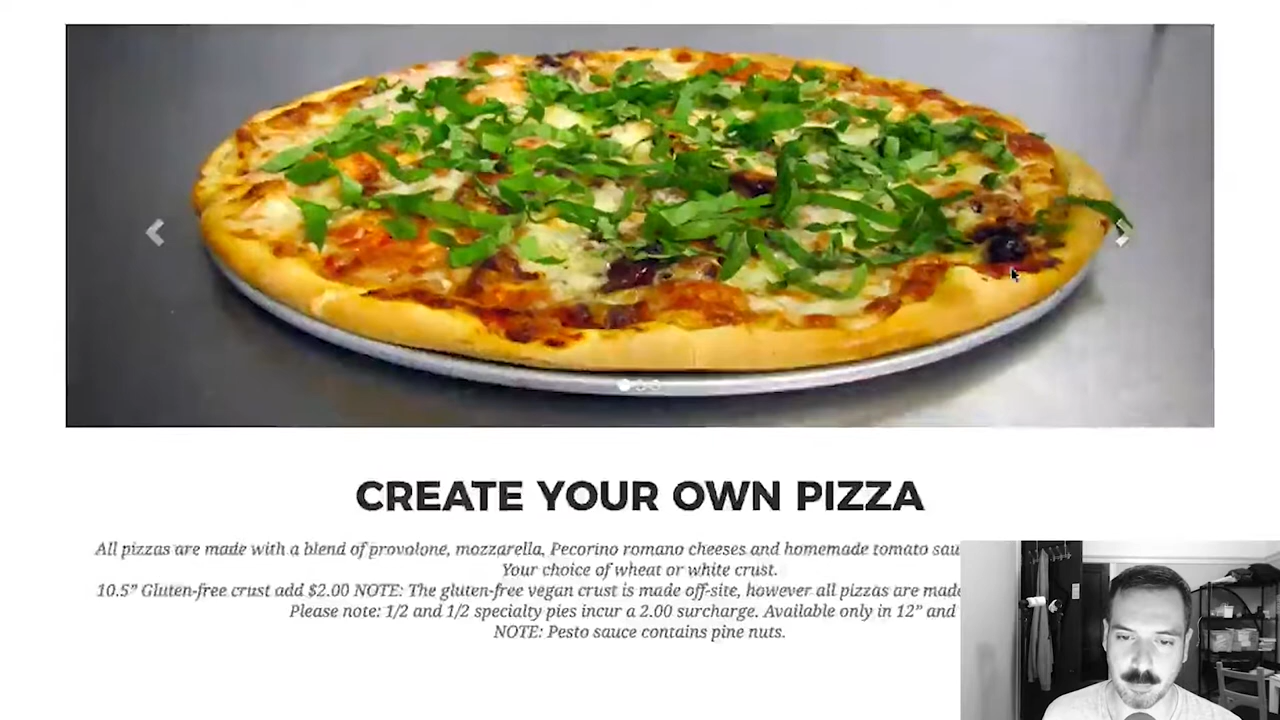 CREATE YOUR OWN PIZZA
All pizzas are made with a blend of provolone, mozzarella, Pecorino romano cheeses and homemade tomato
Your choice of wheat or white crust.
10.5” Gluten-free crust add $2.00 NOTE: The gluten-free vegan crust is made off-site, however all pizzas are made
Please note: 1/2 and 1/2 specialty pies incur a 2.00 surcharge. Available only in 12” and
NOTE: Pesto sauce contains pine nuts.